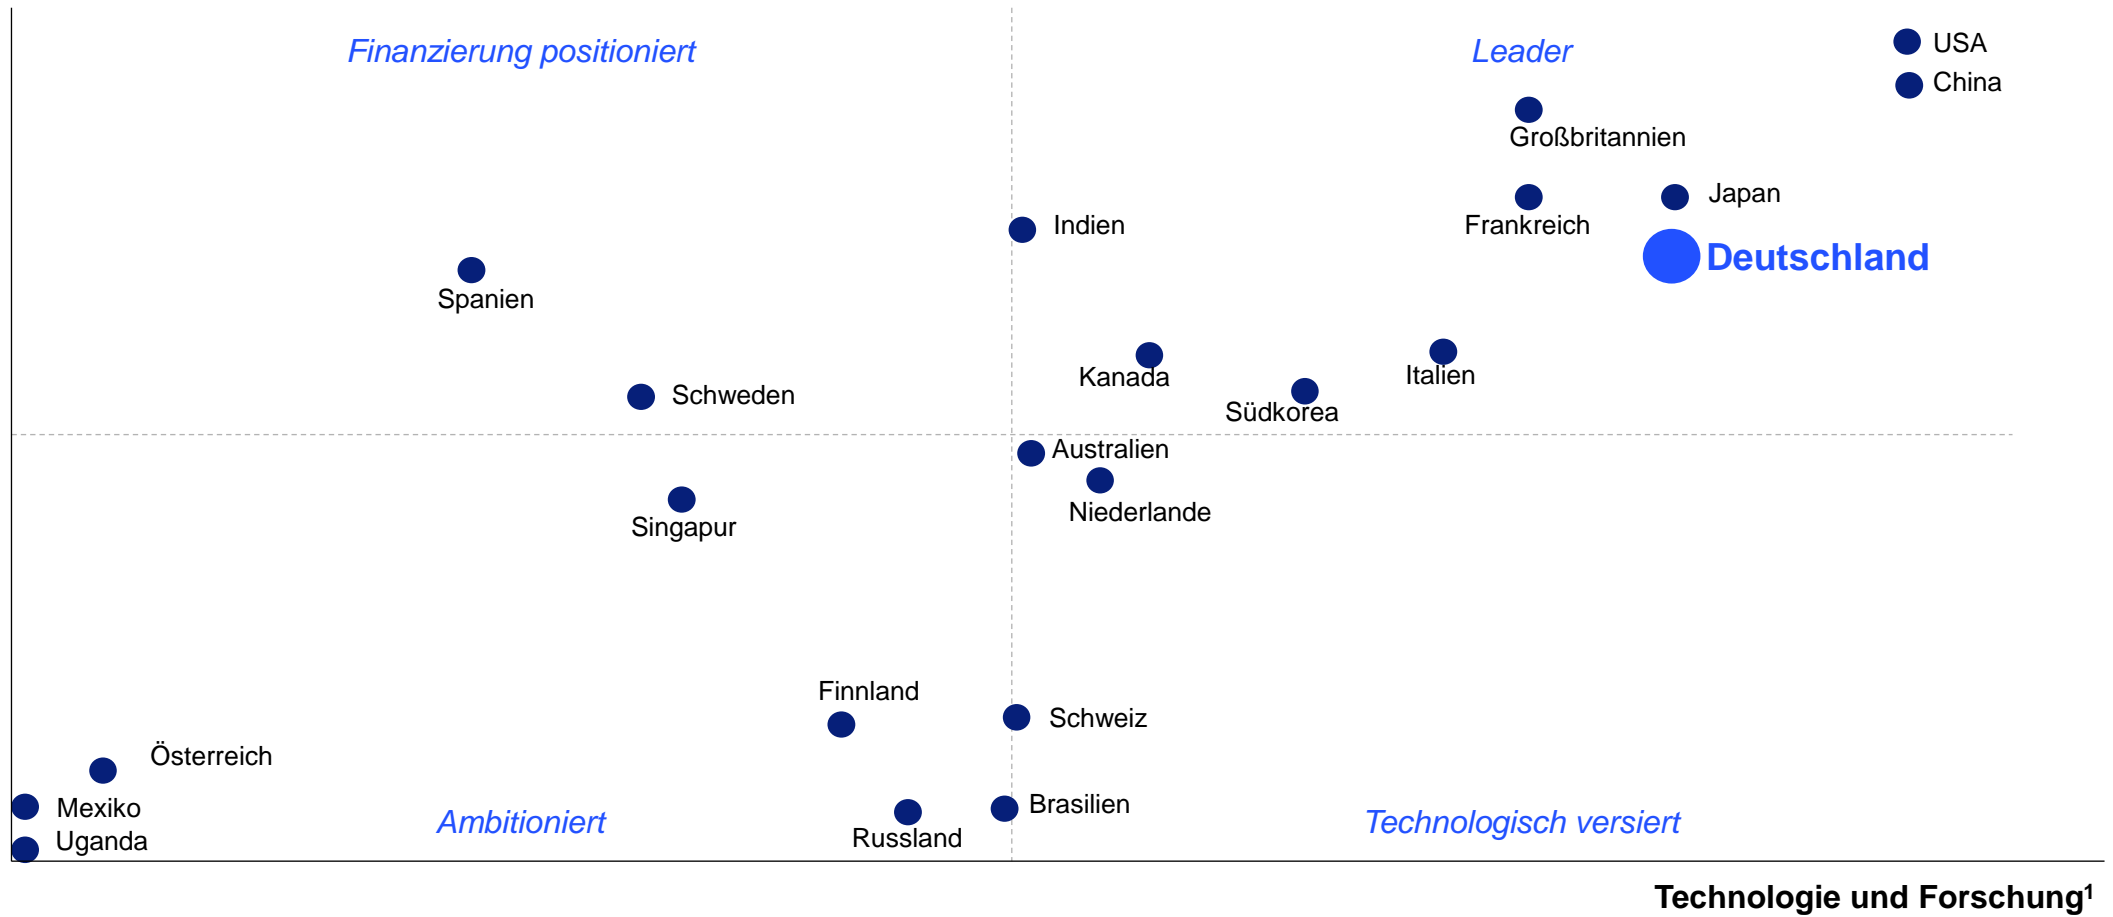 Finanzierung positioniert
Leader
USA
China
Großbritannien
Japan
Frankreich
Indien
Deutschland
Spanien
Kanada
Italien
Schweden
Südkorea
Australien
Niederlande
Singapur
Finnland
Schweiz
Österreich
Mexiko
Brasilien
Ambitioniert
Technologisch versiert
Russland
Uganda
Technologie und Forschung¹